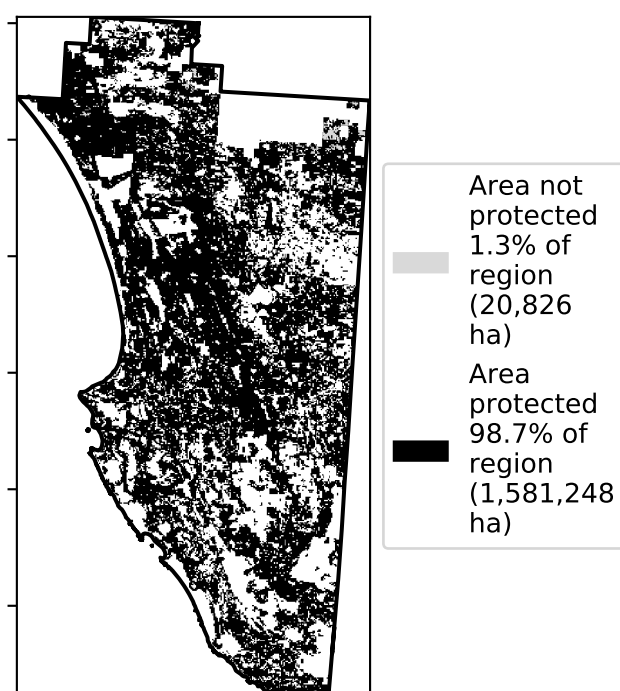 Area not
protected
1.3% of
region
(20,826
ha)
Area
protected
98.7% of
region
(1,581,248
ha)